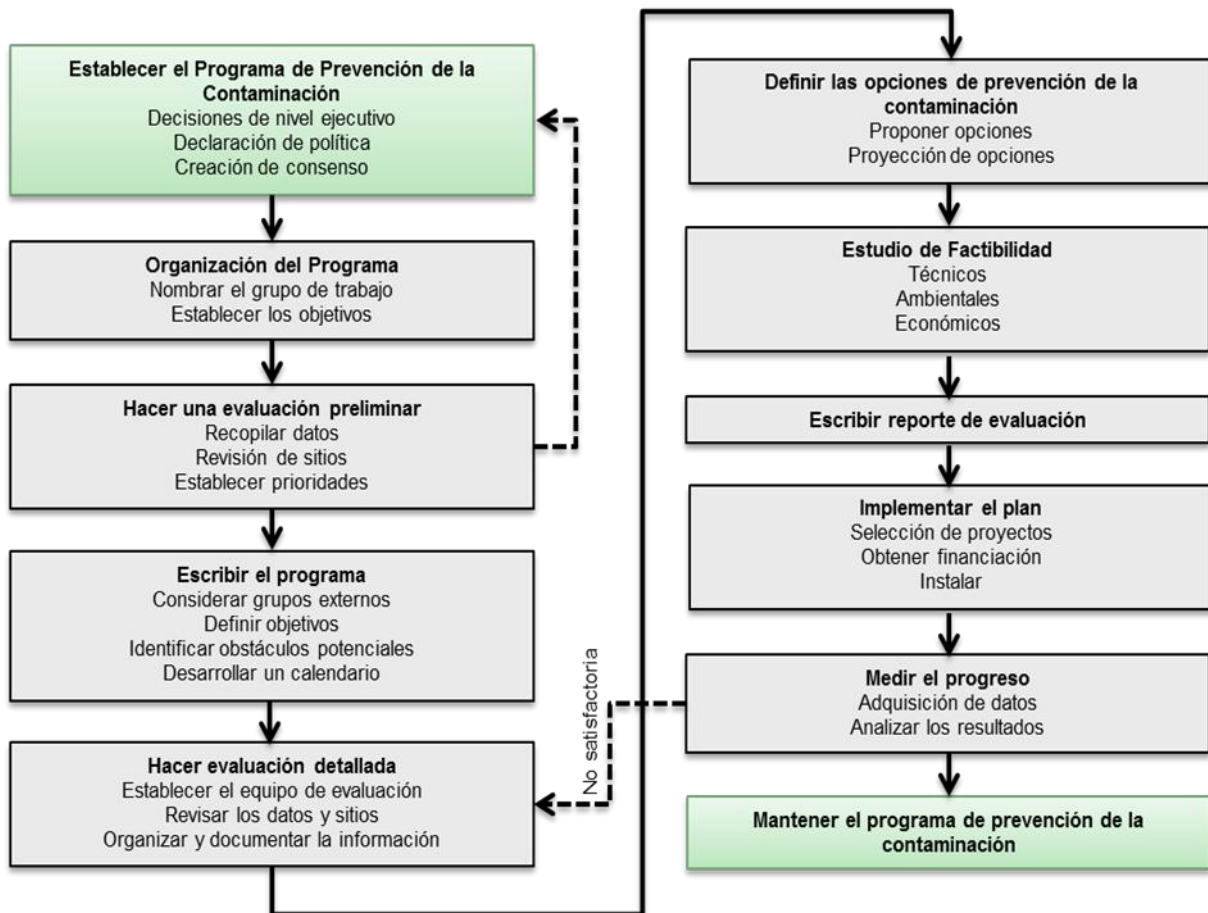 Establecer el Programa de Prevención de la
Contaminación
Decisiones de nivel ejecutivo
Declaración de política
Creación de consenso
Organización del Programa
Nombrar el grupo de trabajo
Establecer los objetivos
Hacer una evaluación preliminar
Recopilar datos
Revisión de sitios
Establecer prioridades
Escribir el programa
Considerar grupos externos
Definir objetivos
Identificar obstáculos potenciales
Desarrollar un calendario
Hacer evaluación detallada
Establecer el equipo de evaluación
Revisar los datos y sitios
Organizar y documentar la información
No satisfactoria
Definir las opciones de prevención de la
contaminación
Proponer opciones
Proyección de opciones
Estudio de Factibilidad
Técnicos
Ambientales
Económicos
Escribir reporte de evaluación
Implementar el plan
Selección de proyectos
Obtener financiación
Instalar
Medir el progreso
Adquisición de datos
Analizar los resultados
Mantener el programa de prevención de la
contaminación